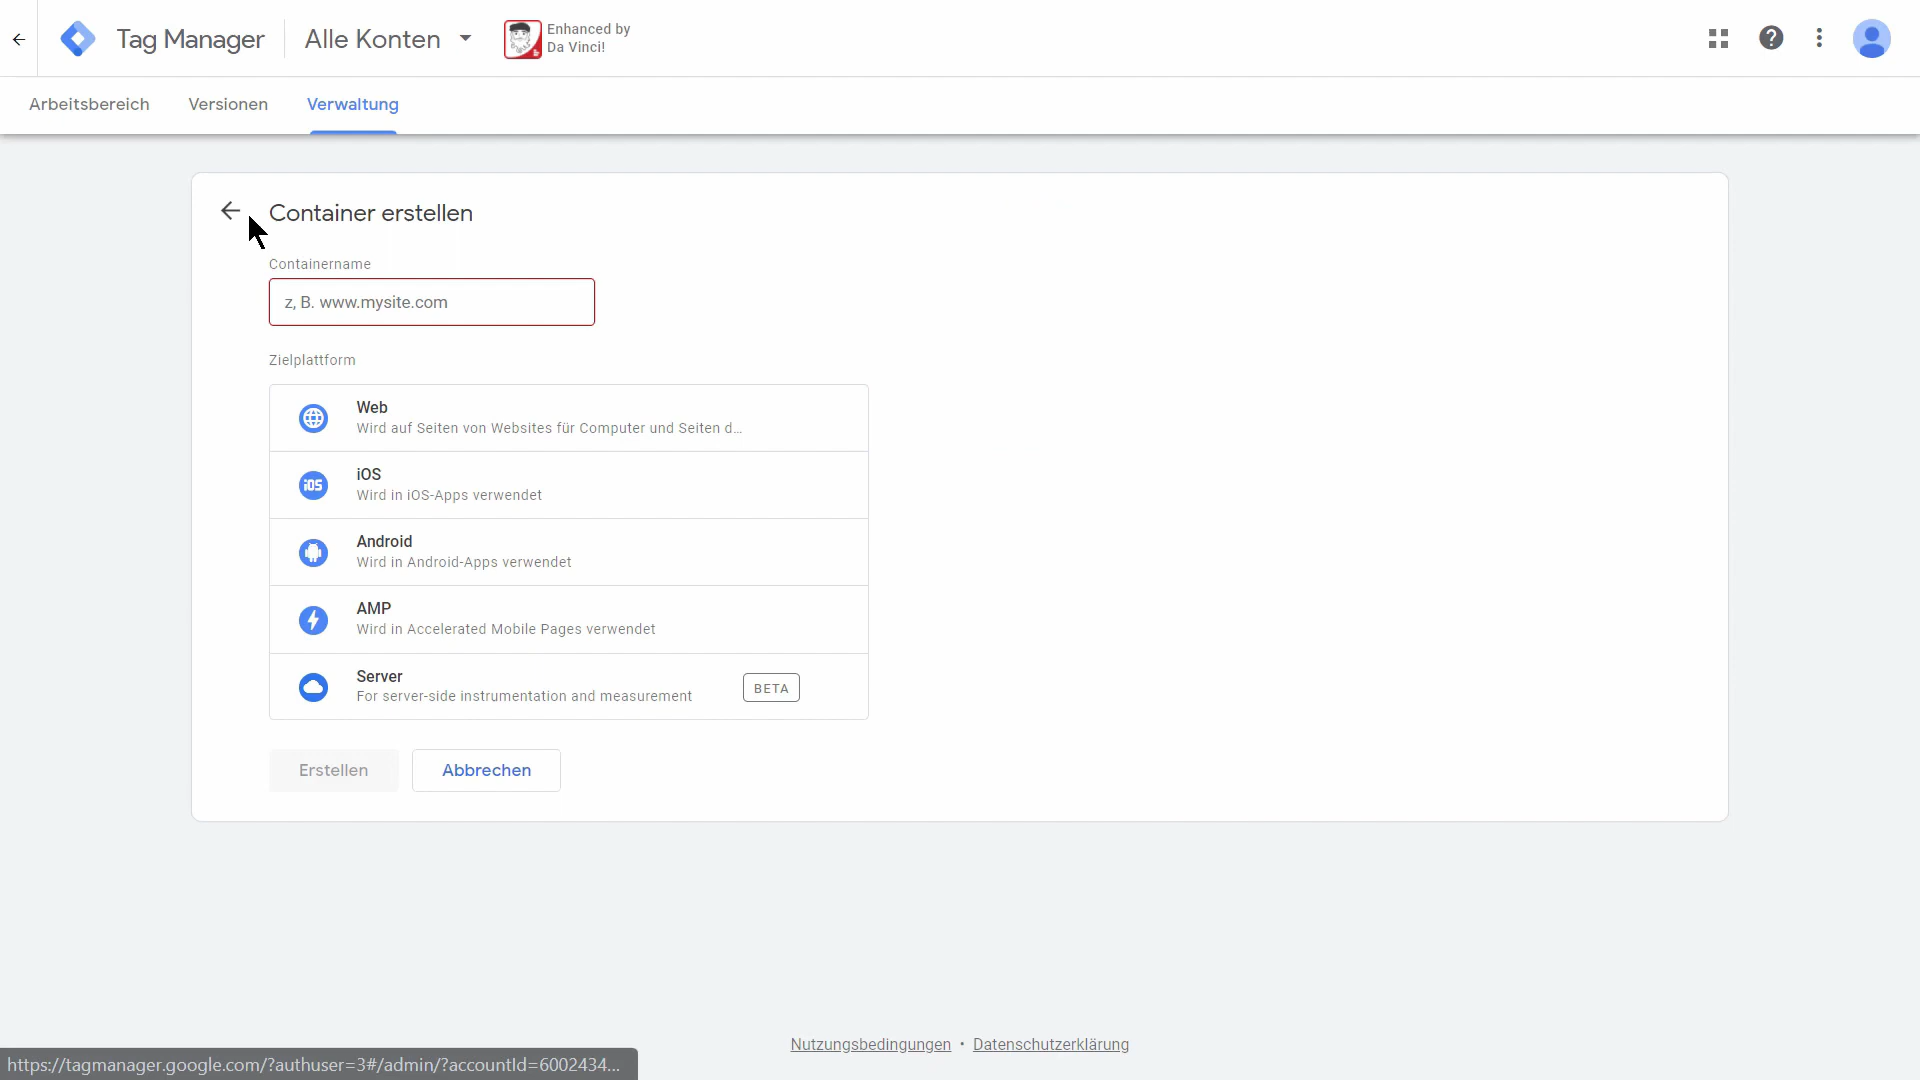 Tag Manager
Alle Konten
Enhanced by
Da Vinci!
Arbeitsbereich
Versionen
Verwaltung
Container erstellen
Containername
z, B. www.mysite.com
Zielplattform
Web
Wird auf Seiten von Websites für Computer und Seiten d...
iOS
iOS
Wird in iOS-Apps verwendet
Android
Wird in Android-Apps verwendet
AMP
Wird in Accelerated Mobile Pages verwendet
Server
For server-side instrumentation and measurement
BETA
Erstellen
Abbrechen
Nutzungsbedingungen • Datenschutzerklärung
https://tagmanager.google.com/?authuser=3#/admin/?accountId=6002434...